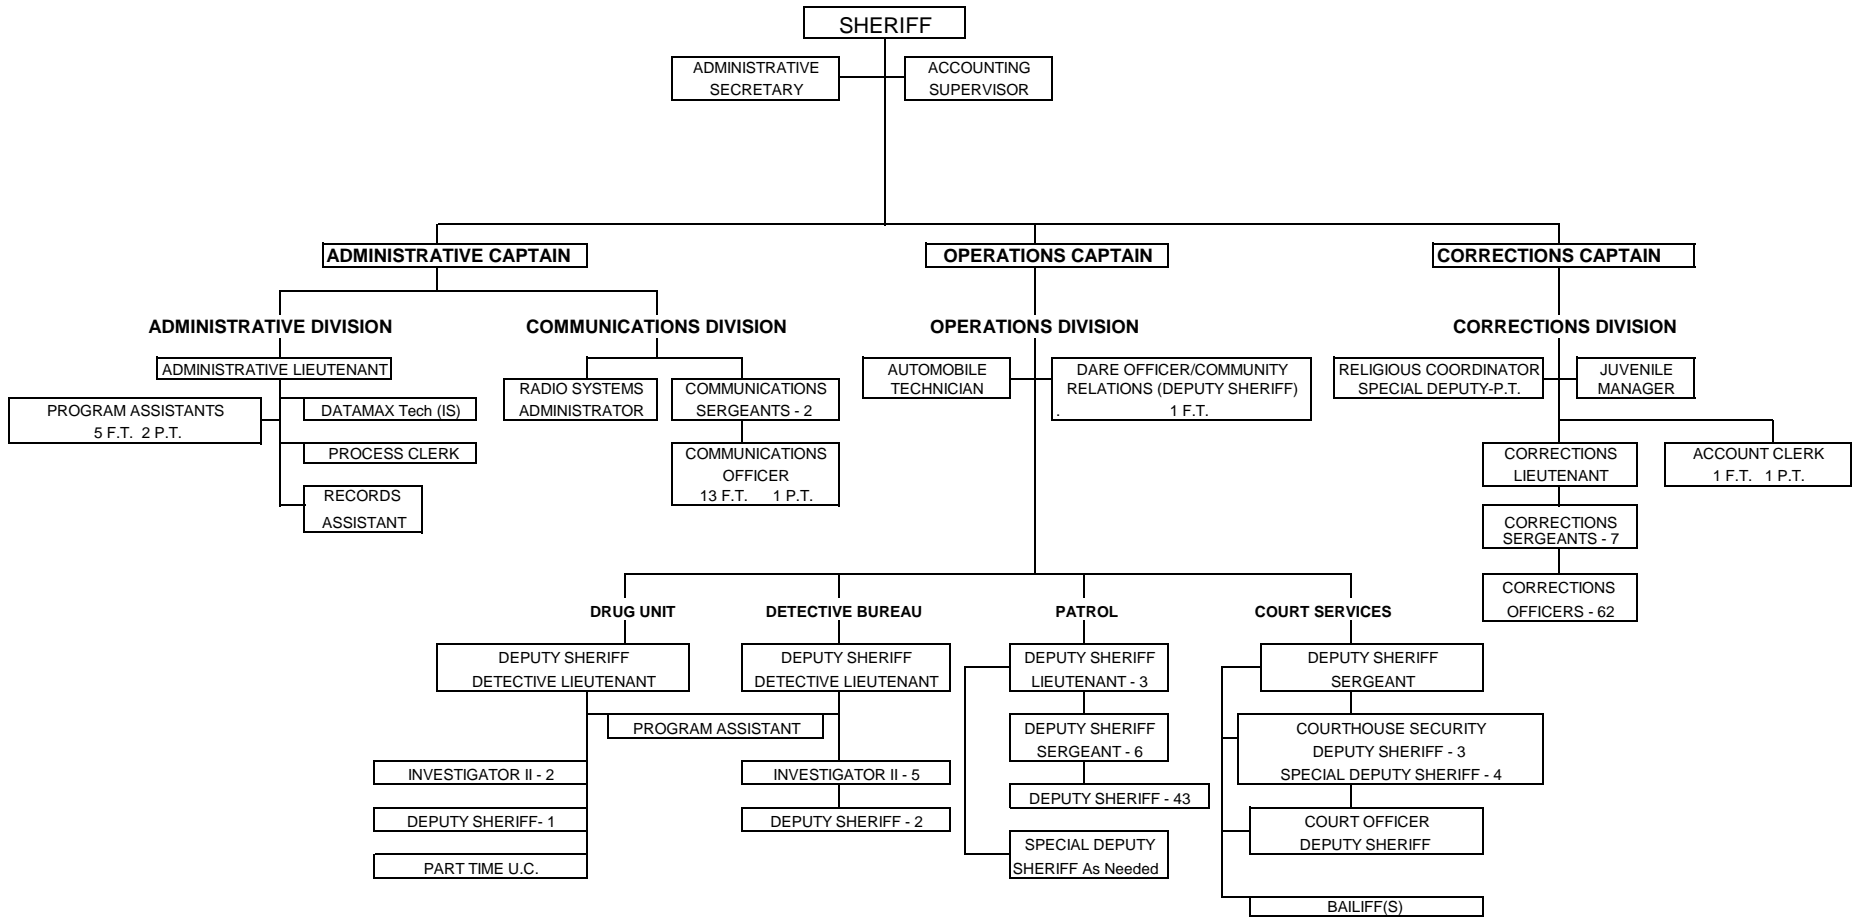 SHERIFF
ADMINISTRATIVE
SECRETARY
ACCOUNTING
SUPERVISOR
ADMINISTRATIVE CAPTAIN
OPERATIONS CAPTAIN
CORRECTIONS CAPTAIN
ADMINISTRATIVE DIVISION
COMMUNICATIONS DIVISION
OPERATIONS DIVISION
CORRECTIONS DIVISION
ADMINISTRATIVE LIEUTENANT
PROGRAM ASSISTANTS
5 F.T. 2 P.T.
DATAMAX Tech (IS)
PROCESS CLERK
RECORDS
ASSISTANT
RADIO SYSTEMS
ADMINISTRATOR
COMMUNICATIONS
SERGEANTS - 2
COMMUNICATIONS
OFFICER
13 F.T. 1 P.T.
AUTOMOBILE
TECHNICIAN
DARE OFFICER/COMMUNITY
RELATIONS (DEPUTY SHERIFF)
. 1 F.T.
RELIGIOUS COORDINATOR
SPECIAL DEPUTY-P.T.
JUVENILE
MANAGER
CORRECTIONS
LIEUTENANT
ACCOUNT CLERK
1 F.T. 1 P.T.
CORRECTIONS
SERGEANTS - 7
CORRECTIONS
OFFICERS - 62
DRUG UNIT
DETECTIVE BUREAU
PATROL
COURT SERVICES
DEPUTY SHERIFF
DETECTIVE LIEUTENANT
DEPUTY SHERIFF
DETECTIVE LIEUTENANT
DEPUTY SHERIFF
LIEUTENANT - 3
DEPUTY SHERIFF
SERGEANT
PROGRAM ASSISTANT
DEPUTY SHERIFF
SERGEANT - 6
COURTHOUSE SECURITY
DEPUTY SHERIFF - 3
SPECIAL DEPUTY SHERIFF - 4
INVESTIGATOR II - 2
INVESTIGATOR II - 5
DEPUTY SHERIFF - 43
DEPUTY SHERIFF- 1
DEPUTY SHERIFF - 2
COURT OFFICER
DEPUTY SHERIFF
PART TIME U.C.
SPECIAL DEPUTY
SHERIFF As Needed
BAILIFF(S)